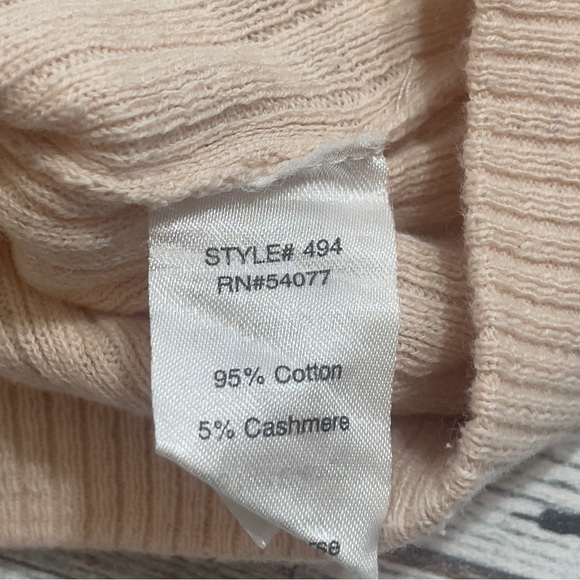 STYLE# 494
RN#54077
95% Cotton
5% Cashmere